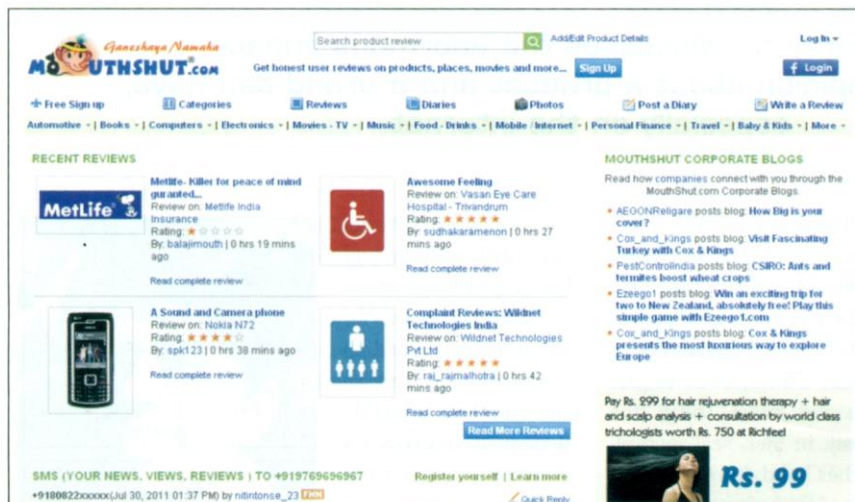 Ganeshaya Namaha
MOUTHSHUT.COM
Search product review
Add/Edit Product Details
Log In
Get honest user reviews on products, places, movies and more...
Sign Up
f Login
Free Sign up
Categories
Reviews
Diaries
Photos
Post a Diary
Write a Review
Automotive | Books | Computers | Electronics | Movies - TV | Music | Food - Drinks | Mobile - Internet | Personal Finance | Travel | Baby & Kids | More
RECENT REVIEWS
MetLife
Metlife- Killer for peace of mind
guranted...
Review on: Metlife India
Insurance
Rating:
By: balajimouth | 0 hrs 19 mins
ago
Read complete review
Awesome Feeling
Review on: Vasan Eye Care
Hospital - Trivandrum
Rating:
By: sudhakaramenon | 0 hrs 27
mins ago
Read complete review
A Sound and Camera phone
Review on: Nokia N72
Rating:
By: spk123 | 0 hrs 38 mins ago
Read complete review
Complaint Reviews: Wildnet
Technologies India
Review on: Wildnet Technologies
Pvt Ltd
Rating:
By: raj_rajmalhotra | 0 hrs 42
mins ago
Read complete review
Read More Reviews
MOUTHSHUT CORPORATE BLOGS
Read how companies connect with you through the
MouthShut.com Corporate Blogs.
AEGONReligare posts blog: How Big is your
cover?
Cox_and_Kings posts blog: Visit Fascinating
Turkey with Cox & Kings
PestControlIndia posts blog: CSIRO: Ants and
termites boost wheat crops
Ezeego1 posts blog: Win an exciting trip for
two to New Zealand, absolutely free! Play this
simple game with Ezeego1.com
Cox_and_Kings posts blog: Cox & Kings
presents the most luxurious way to explore
Europe
Pay Rs. 299 for hair rejuvenation therapy + hair
and scalp analysis + consultation by world class
trichologists worth Rs. 750 at Richfeel
Rs. 99
SMS (YOUR NEWS, VIEWS, REVIEWS ) TO +919769696967
Register yourself | Learn more
+9180822xxxxx(Jul 30, 2011 01:37 PM) by nitintonse_23
Quick Reply